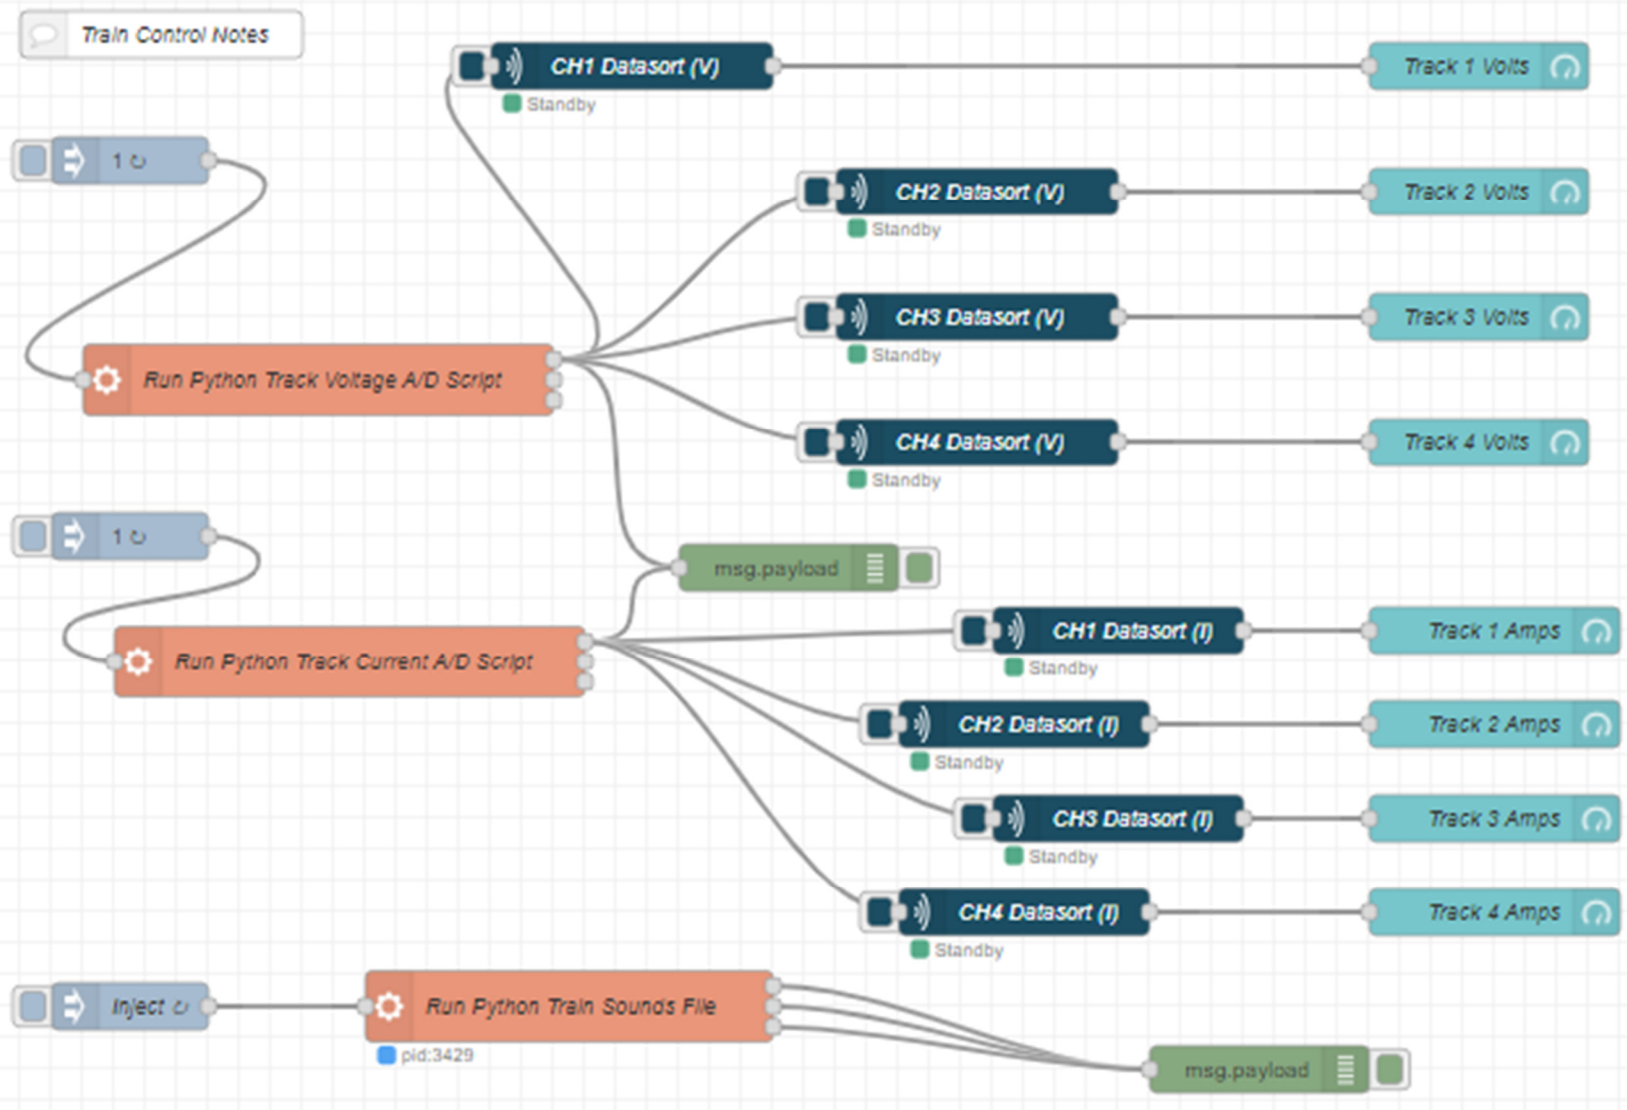 Train Control Notes
CH1 Datasort (V)
Track 1 Volts
Standby
1 ↻
CH2 Datasort (V)
Track 2 Volts
Standby
CH3 Datasort (V)
Track 3 Volts
Standby
Run Python Track Voltage A/D Script
CH4 Datasort (V)
Track 4 Volts
Standby
1 ↻
msg.payload
CH1 Datasort (I)
Track 1 Amps
Standby
Run Python Track Current A/D Script
CH2 Datasort (I)
Track 2 Amps
Standby
CH3 Datasort (I)
Track 3 Amps
Standby
CH4 Datasort (I)
Track 4 Amps
Standby
Inject ↻
Run Python Train Sounds File
pid:3429
msg.payload